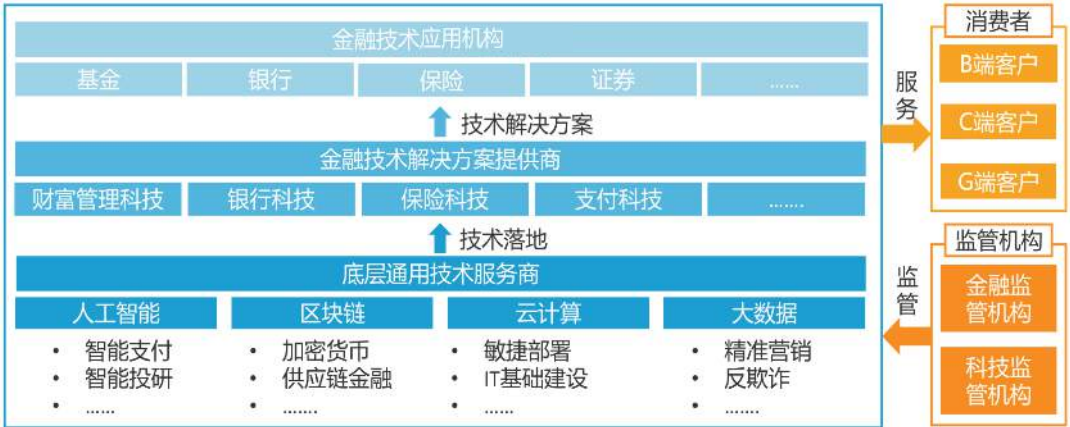 金融技术应用机构
基金 银行 保险 证券 ......
技术解决方案
金融技术解决方案提供商
财富管理科技 银行科技 保险科技 支付科技 .......
技术落地
底层通用技术服务商
人工智能 区块链 云计算 大数据
• 智能支付 • 加密货币 • 敏捷部署 • 精准营销
• 智能投研 • 供应链金融 • IT基础建设 • 反欺诈
• ...... • ....... • ...... • .......
服务
消费者
B端客户
C端客户
G端客户
监管
监管机构
金融监
管机构
科技监
管机构